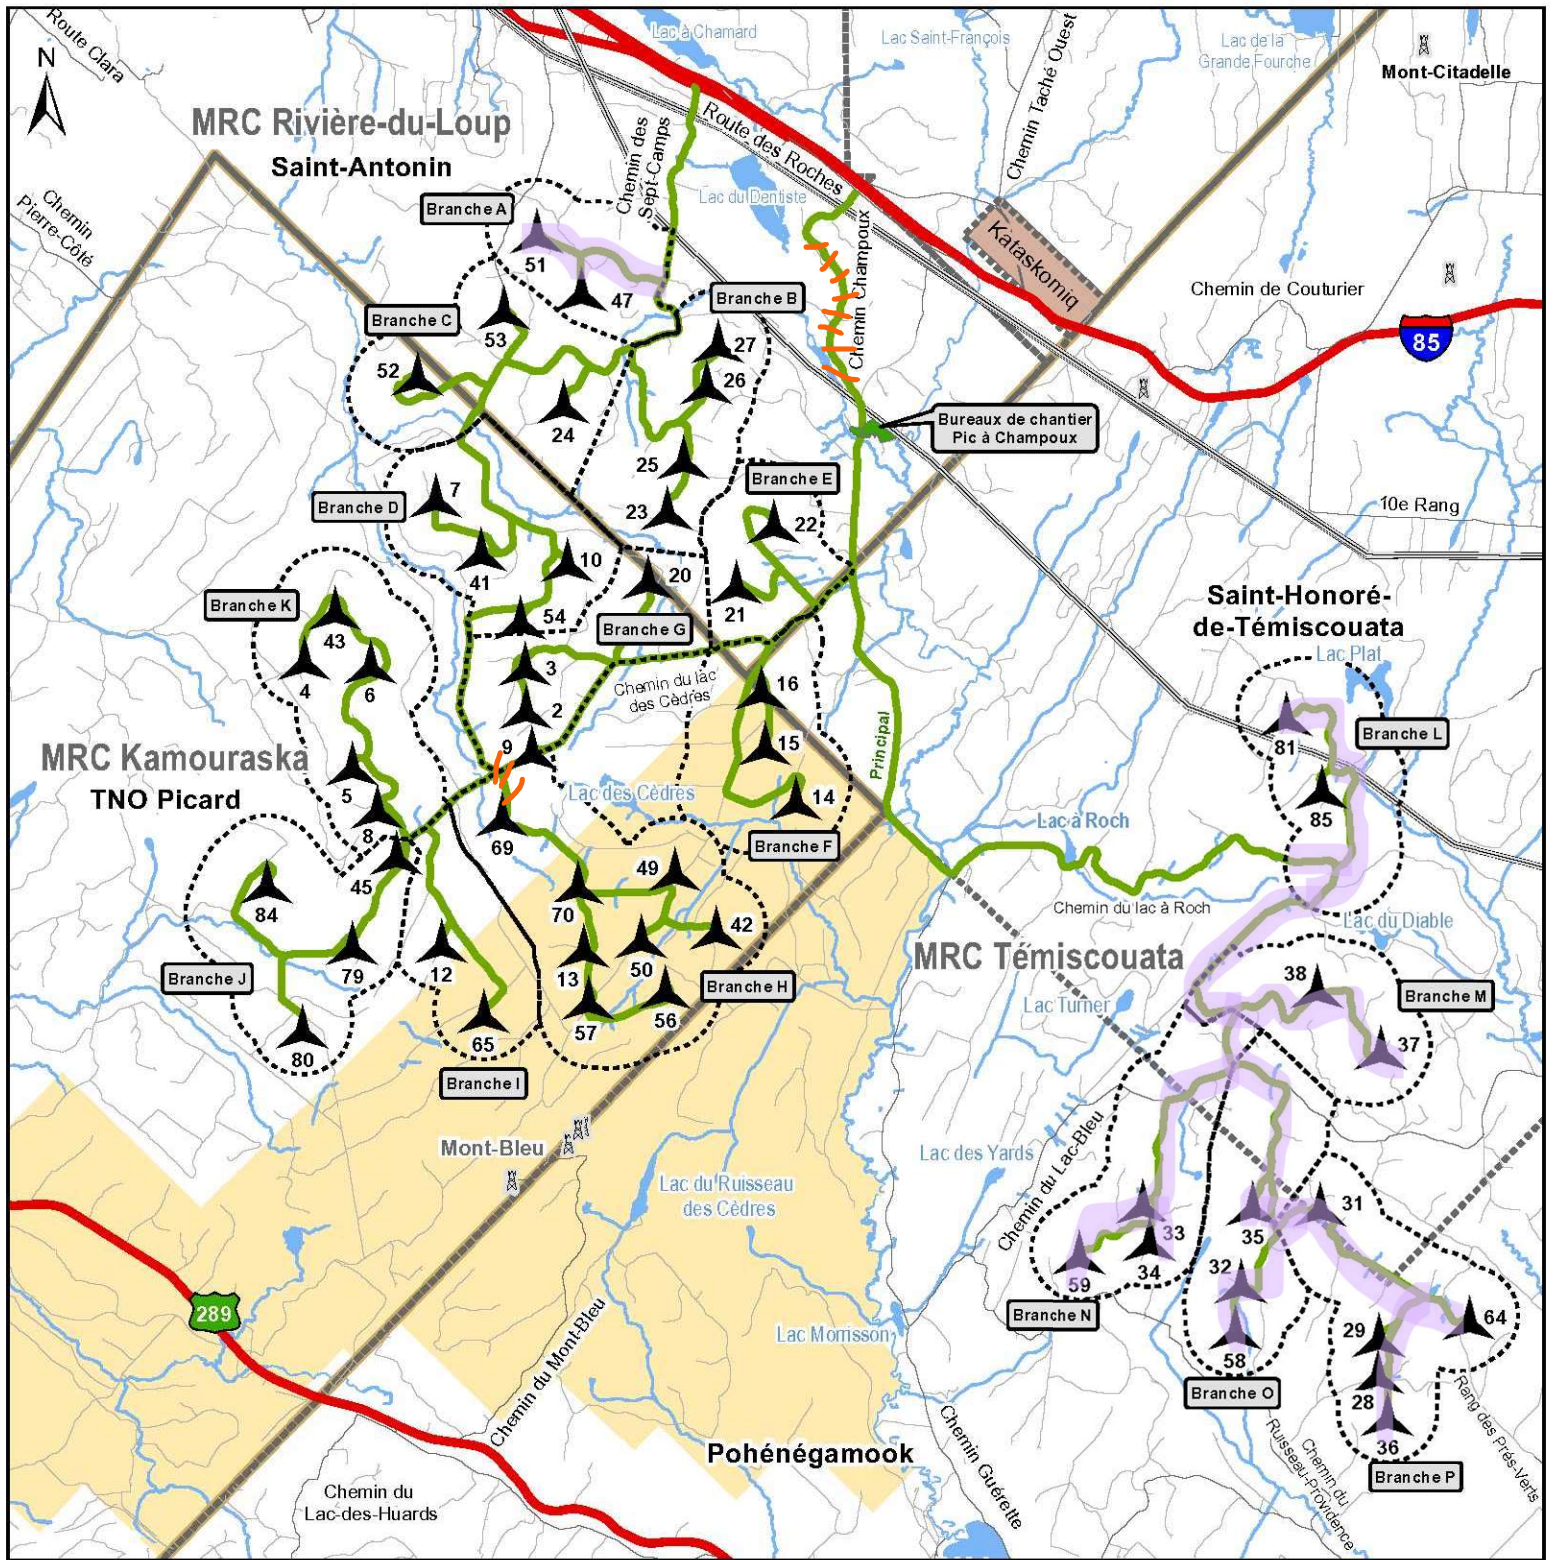 Route Clara
N
MRC Rivière-du-Loup
Saint-Antonin
Chemin
Pierre-Côté
Lac à Chamard
Lac Saint-François
Chemin Taché Ouest
Lac de la
Grande Fourche
Mont-Citadelle
Route des Roches
Chemin des
Sept-Camps
Lac du Dentiste
Kataskomiq
Chemin Champoux
Chemin de Couturier
85
Branche A
51
47
Branche B
Branche C
53
52
27
26
24
25
23
Bureaux de chantier
Pic à Champoux
10e Rang
Branche D
7
41
10
54
Branche E
22
21
20
Branche G
Branche K
43
4
6
3
2
9
Chemin du lac
des Cèdres
16
15
14
Branche F
Principal
Saint-Honoré-
de-Témiscouata
Lac Plat
81
Branche L
85
MRC Kamouraska
TNO Picard
5
8
45
69
Lac des Cèdres
Lac à Roch
Chemin du lac à Roch
Lac du Diable
84
79
Branche J
80
12
65
Branche I
70
49
42
13
50
57
56
Branche H
MRC Témiscouata
Lac Turner
38
Branche M
37
Mont-Bleu
Lac du Ruisseau
des Cèdres
Lac des Yards
Chemin du Lac-Bleu
33
34
59
Branche N
35
31
32
58
Branche O
64
29
28
36
Branche P
289
Chemin du Mont-Bleu
Lac Morrisson
Chemin Guérette
Pohénégamook
Chemin du
Lac-des-Huards
Chemin du
Ruisseau-Providence
Rang des Prés-Verts